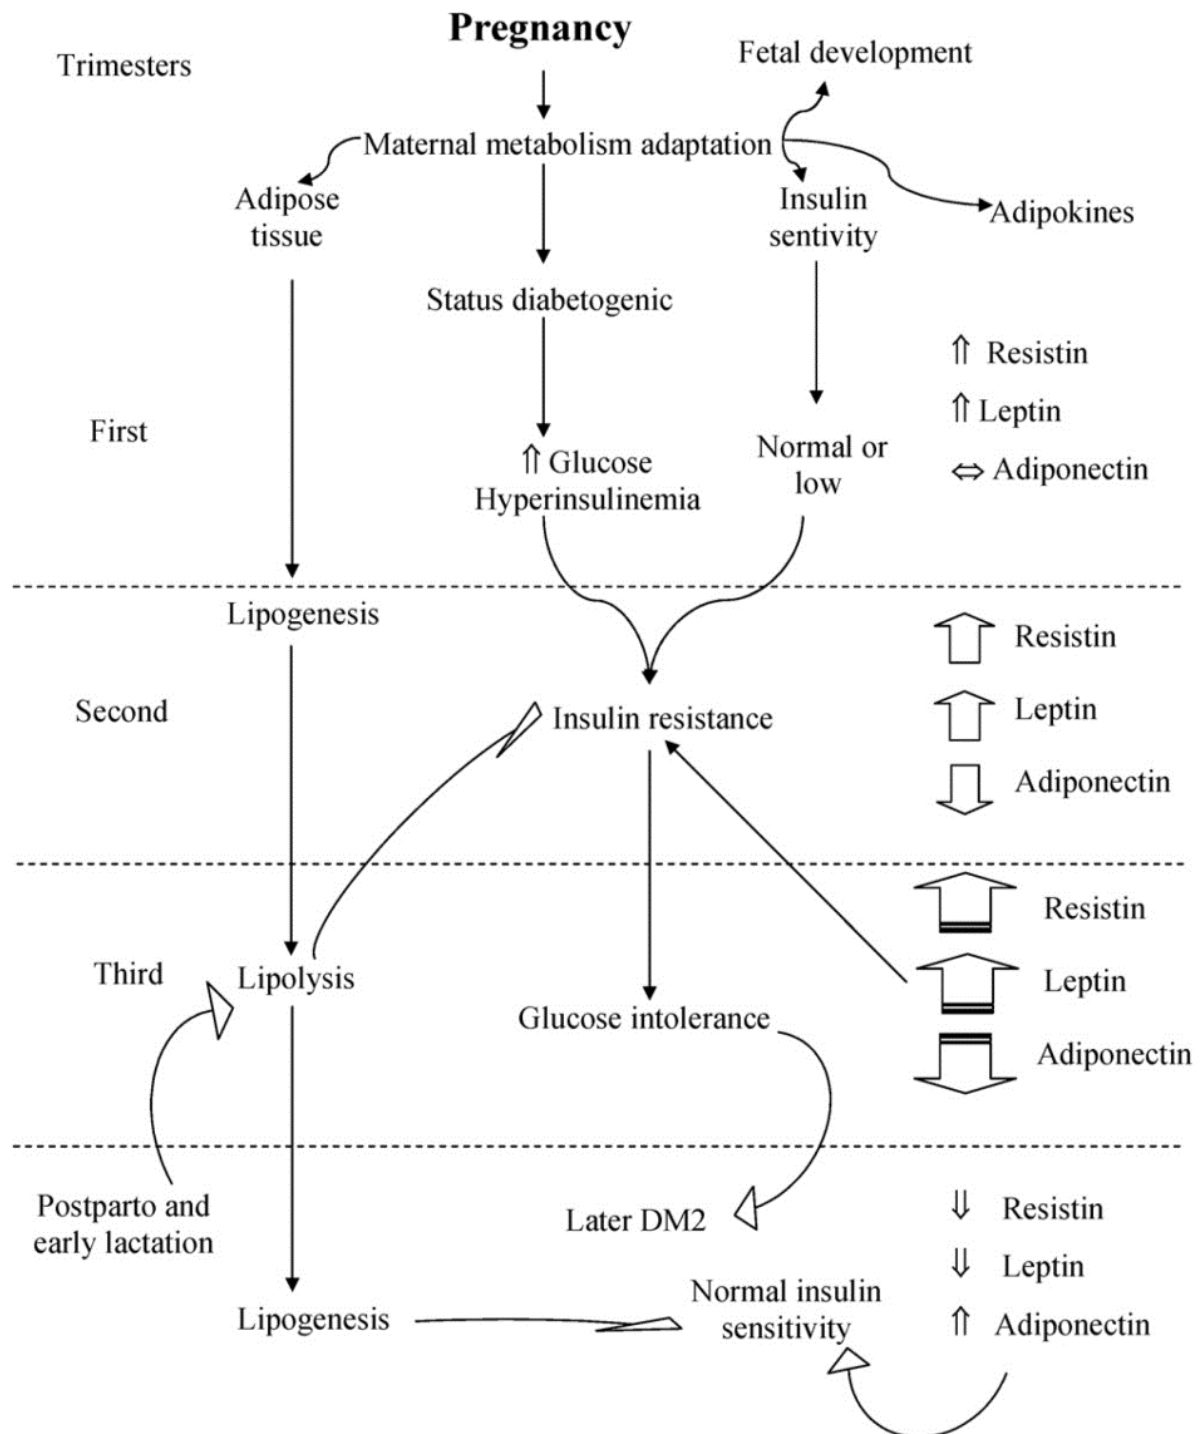 Pregnancy
Trimesters
Fetal development
Maternal metabolism adaptation
Adipose
tissue
Insulin
sentivity
Adipokines
Status diabetogenic
⇑ Resistin
⇑ Leptin
⇔ Adiponectin
First
⇑ Glucose
Hyperinsulinemia
Normal or
low
Lipogenesis
Resistin
Second
Insulin resistance
Leptin
Adiponectin
Resistin
Third
Lipolysis
Leptin
Glucose intolerance
Adiponectin
Postparto and
early lactation
Later DM2
⇓ Resistin
⇓ Leptin
⇑ Adiponectin
Lipogenesis
Normal insulin
sensitivity